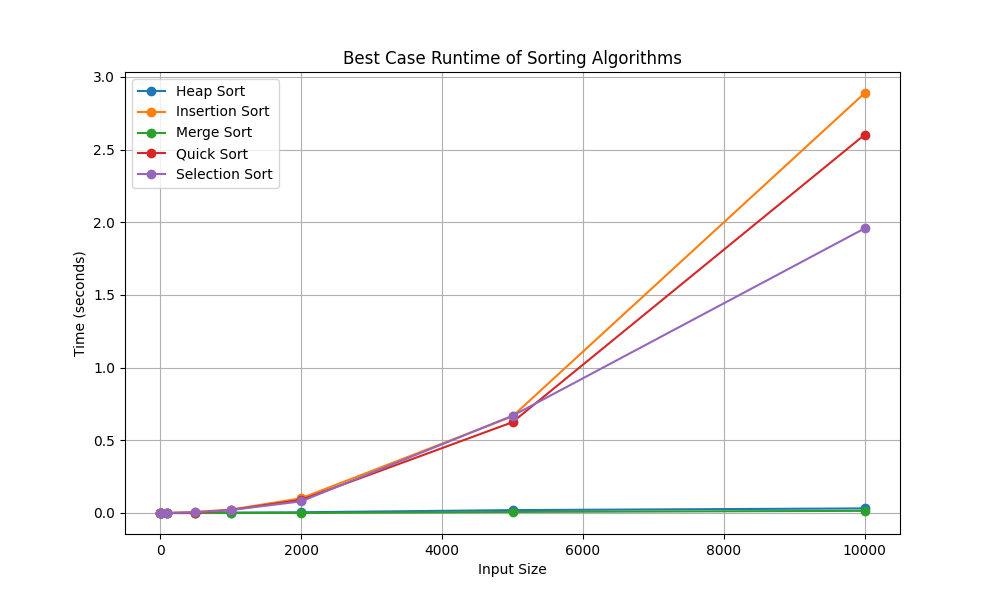 Best Case Runtime of Sorting Algorithms
3.0
2.5
2.0
1.5
1.0
0.5
0.0
Time (seconds)
Heap Sort
Insertion Sort
Merge Sort
Quick Sort
Selection Sort
0 2000 4000 6000 8000 10000
Input Size